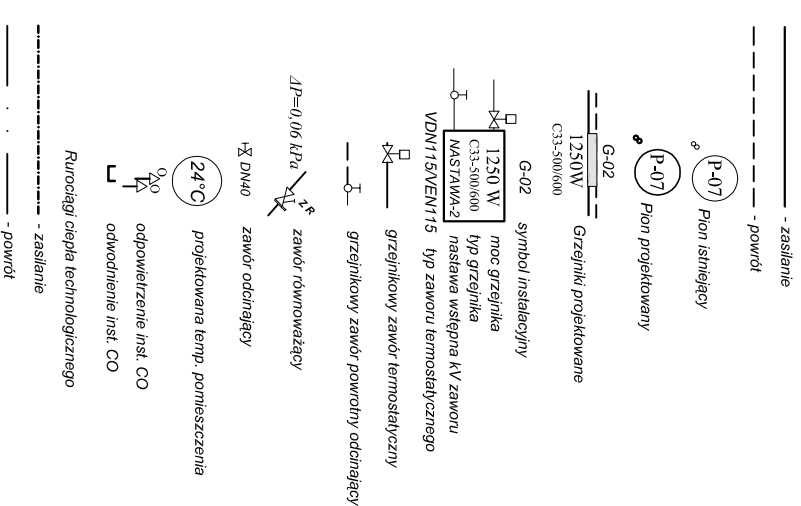 - zasilanie
- powrót
P-07
Pion istniejący
P-07
Pion projektowany
G-02
1250W
C33-500/600
Grzejniki projektowane
G-02 symbol instalacyjny
1250 W moc grzejnika
C33-500/600 typ grzejnika
NASTAWA-2 nastawa wstępna kV zaworu
VDN115/VEN115 typ zaworu termostatycznego
grzejnikowy zawór termostatyczny
grzejnikowy zawór powrotny odcinający
ΔP=0,06 kPa
ZR
zawór równoważący
DN40 zawór odcinający
24°C
projektowana temp. pomieszczenia
odpowietrzenie inst. CO
odwodnienie inst. CO
Rurociągi ciepła technologicznego
- zasilanie
- powrót